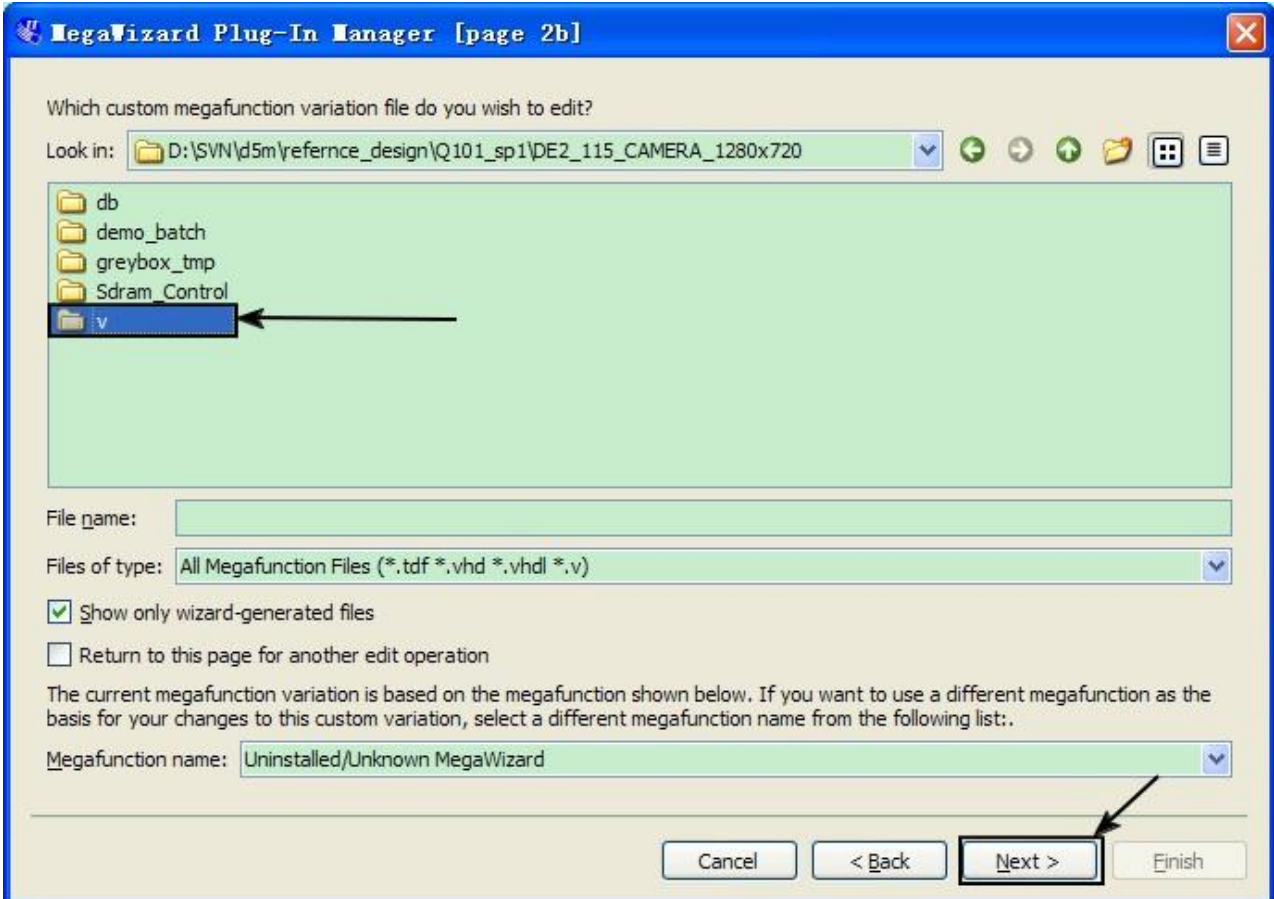 MegaWizard Plug-In Manager [page 2b]
Which custom megafunction variation file do you wish to edit?
Look in: D:\SVN\d5m\refernce_design\Q101_sp1\DE2_115_CAMERA_1280x720
db
demo_batch
greybox_tmp
Sdram_Control
v
File name:
Files of type: All Megafunction Files (*.tdf *.vhd *.vhdl *.v)
Show only wizard-generated files
Return to this page for another edit operation
The current megafunction variation is based on the megafunction shown below. If you want to use a different megafunction as the
basis for your changes to this custom variation, select a different megafunction name from the following list:.
Megafunction name: Uninstalled/Unknown MegaWizard
Cancel < Back Next > Finish